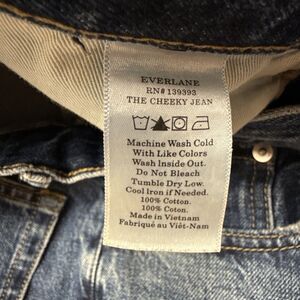 EVERLANE
RN# 139393
THE CHEEKY JEAN
Machine Wash Cold
With Like Colors
Wash Inside Out.
Do Not Bleach
Tumble Dry Low.
Cool Iron if Needed.
100% Cotton.
100% Coton.
Made in Vietnam
Fabriqué au Viêt-Nam